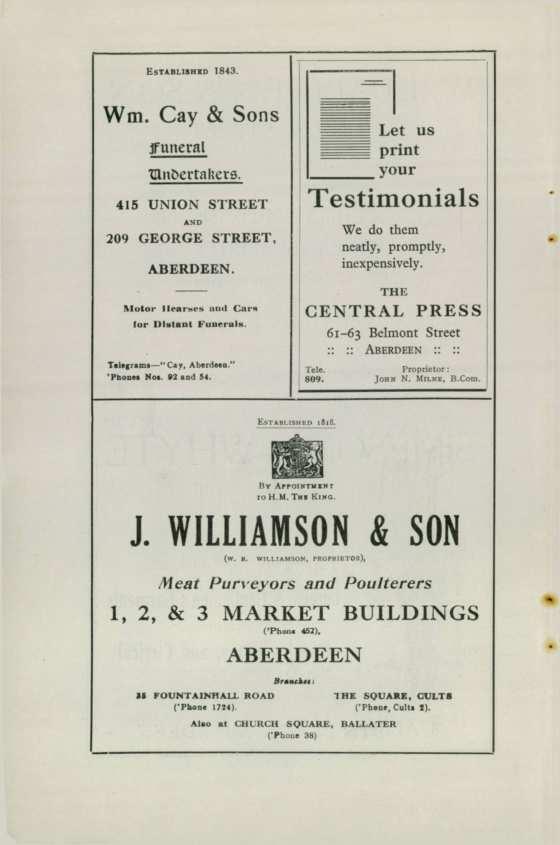 Established 1843.
Wm. Cay & Sons
Funeral
Undertakers.
415 UNION STREET
AND
209 GEORGE STREET,
ABERDEEN.
Motor Hearses and Cars
for Distant Funerals.
Telegrams—"Cay, Aberdeen."
'Phones Nos. 92 and 54.
Let us
print
your
Testimonials
We do them
neatly, promptly,
inexpensively.
THE
CENTRAL PRESS
61-63 Belmont Street
:: :: Aberdeen :: ::
Tele. Proprietor:
809. John N. Milne, B.Com.
Established 1818.
By Appointment
to H.M. The King.
J. WILLIAMSON & SON
(W. R. WILLIAMSON, PROPRIETOR),
Meat Purveyors and Poulterers
1, 2, & 3 MARKET BUILDINGS
('Phone 452),
ABERDEEN
Branches:
35 FOUNTAINHALL ROAD THE SQUARE, CULTS
('Phone 1724). ('Phone, Cults 2).
Also at CHURCH SQUARE, BALLATER
('Phone 38)